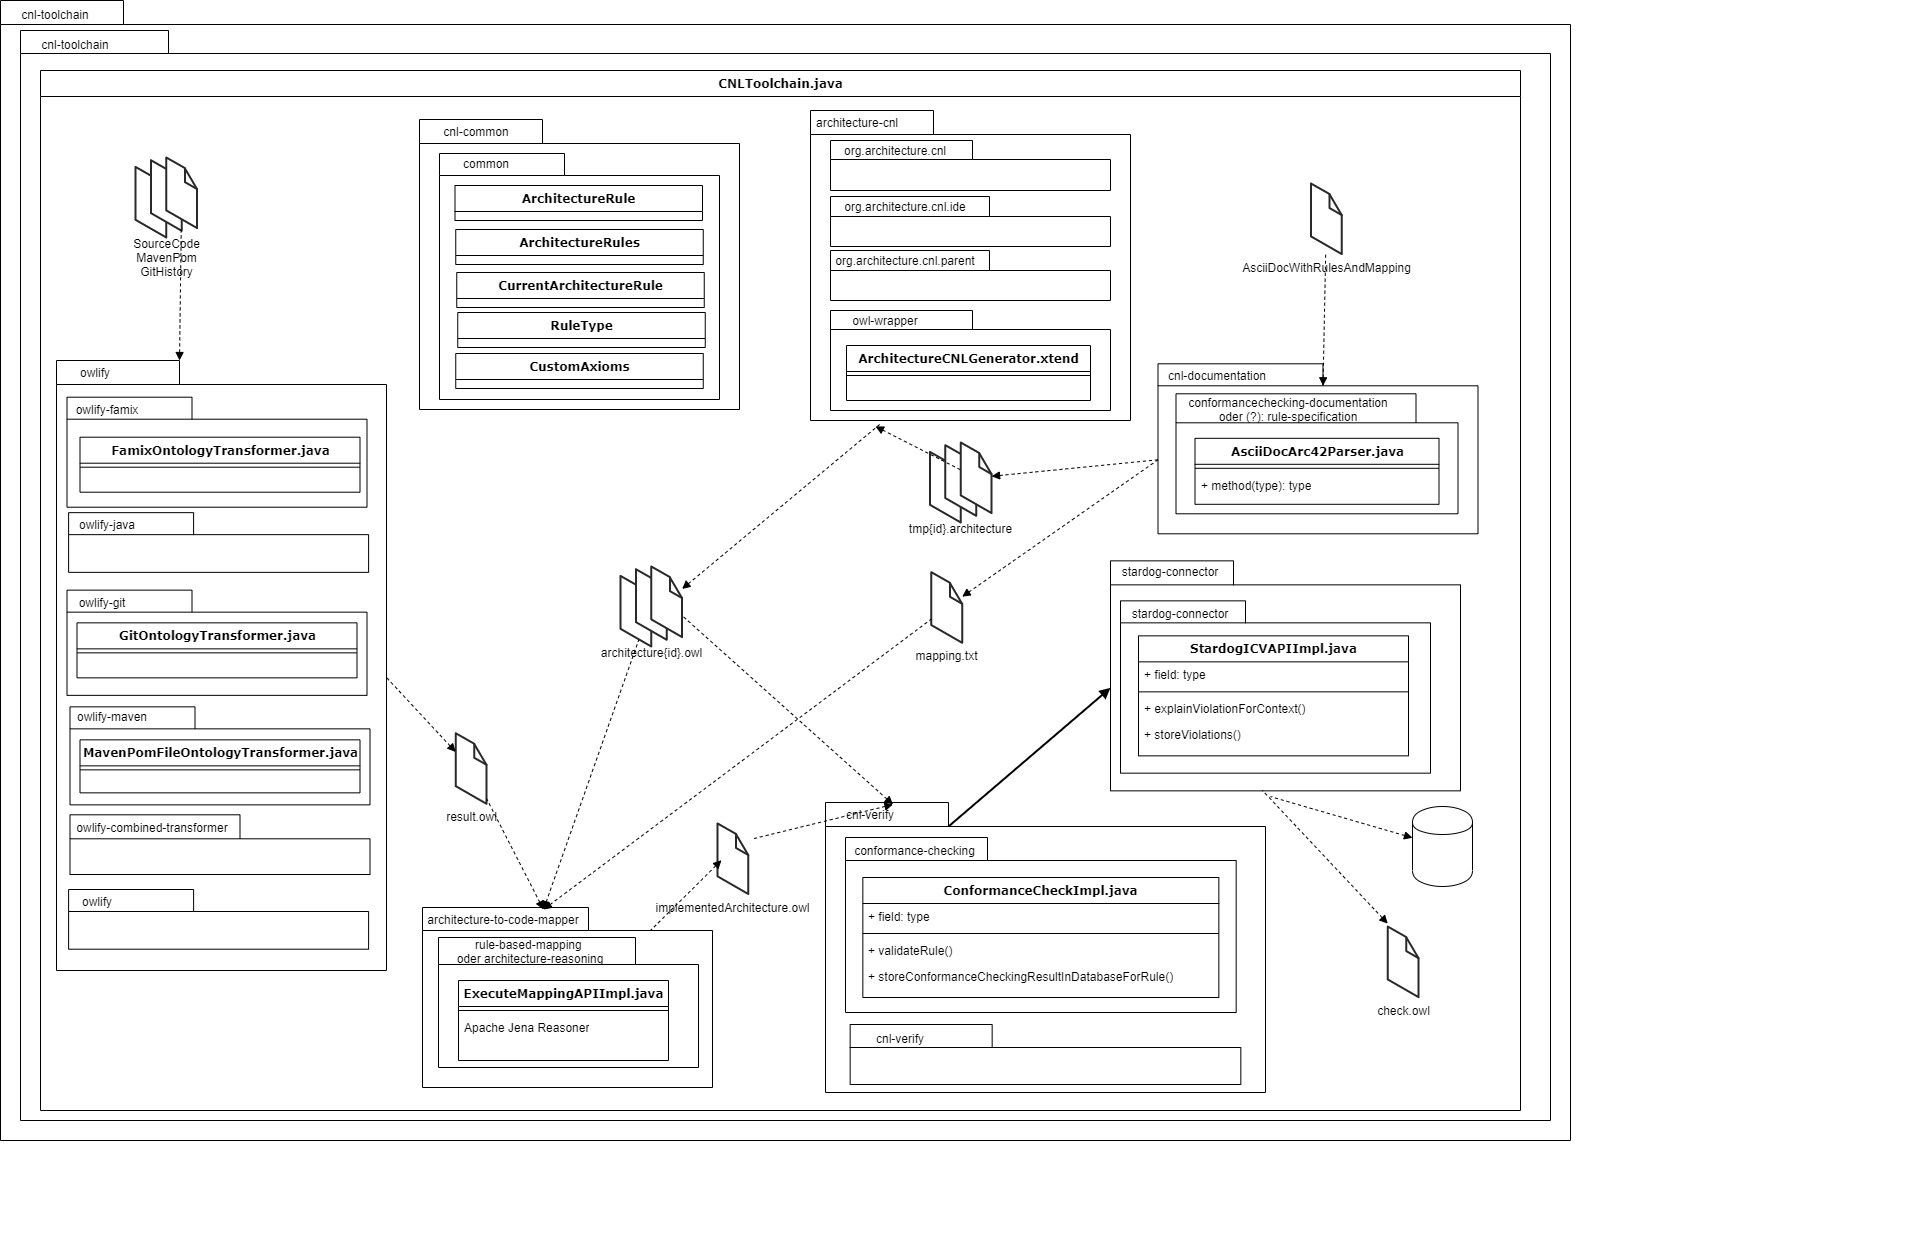 cnl-toolchain
cnl-toolchain
CNLToolchain.java
SourceCode
MavenPom
GitHistory
cnl-common
common
ArchitectureRule
ArchitectureRules
CurrentArchitectureRule
RuleType
CustomAxioms
architecture-cnl
org.architecture.cnl
org.architecture.cnl.ide
org.architecture.cnl.parent
owl-wrapper
ArchitectureCNLGenerator.xtend
AsciiDocWithRulesAndMapping
cnl-documentation
conformancechecking-documentation
oder (?): rule-specification
AsciiDocArc42Parser.java
+ method(type): type
owlify
owlify-famix
FamixOntologyTransformer.java
owlify-java
owlify-git
GitOntologyTransformer.java
owlify-maven
MavenPomFileOntologyTransformer.java
owlify-combined-transformer
owlify
tmp{id}.architecture
architecture{id}.owl
mapping.txt
stardog-connector
stardog-connector
StardogICVAPIImpl.java
+ field: type
+ explainViolationForContext()
+ storeViolations()
result.owl
implementedArchitecture.owl
architecture-to-code-mapper
rule-based-mapping
oder architecture-reasoning
ExecuteMappingAPIImpl.java
Apache Jena Reasoner
cnl-verify
conformance-checking
ConformanceCheckImpl.java
+ field: type
+ validateRule()
+ storeConformanceCheckingResultInDatabaseForRule()
cnl-verify
check.owl